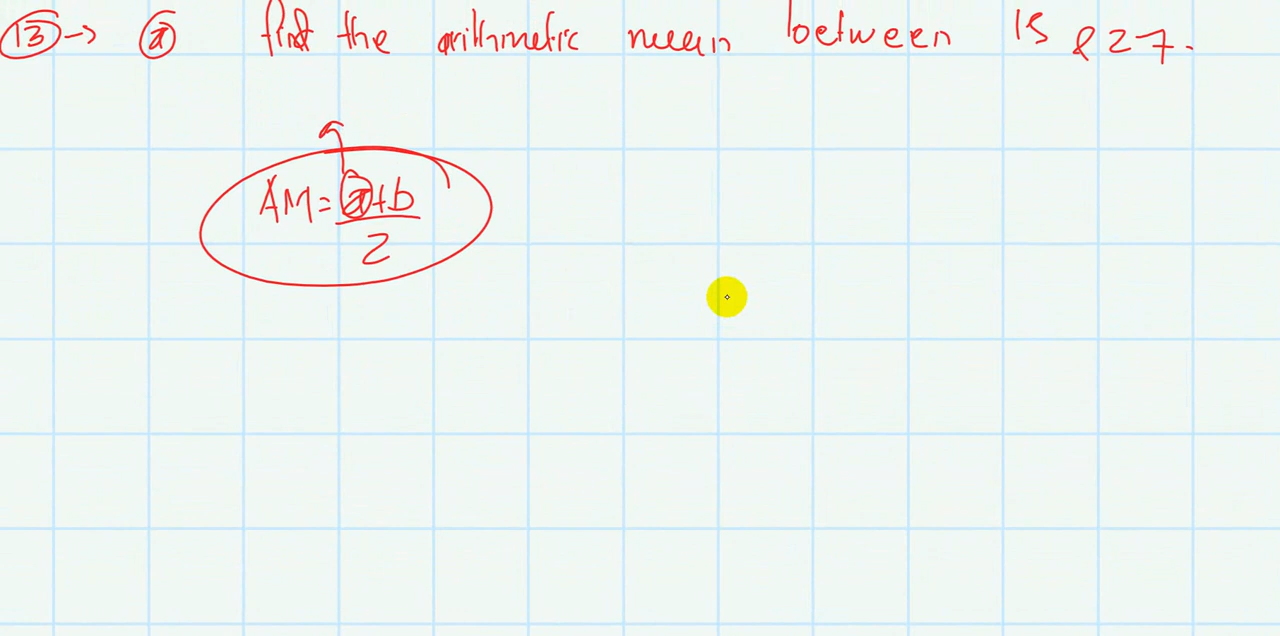 13 → a find the arithmetic mean between 15 & 27.
AM = a+b
2